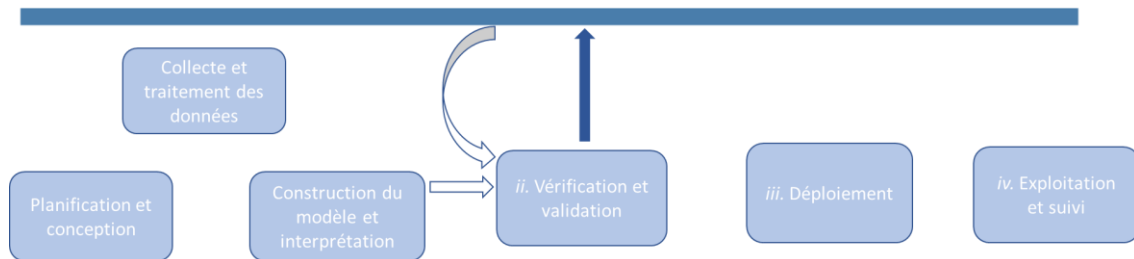 Collecte et
traitement des
données
Planification et
conception
Construction du
modèle et
interprétation
ii. Vérification et
validation
iii. Déploiement
iv. Exploitation
et suivi